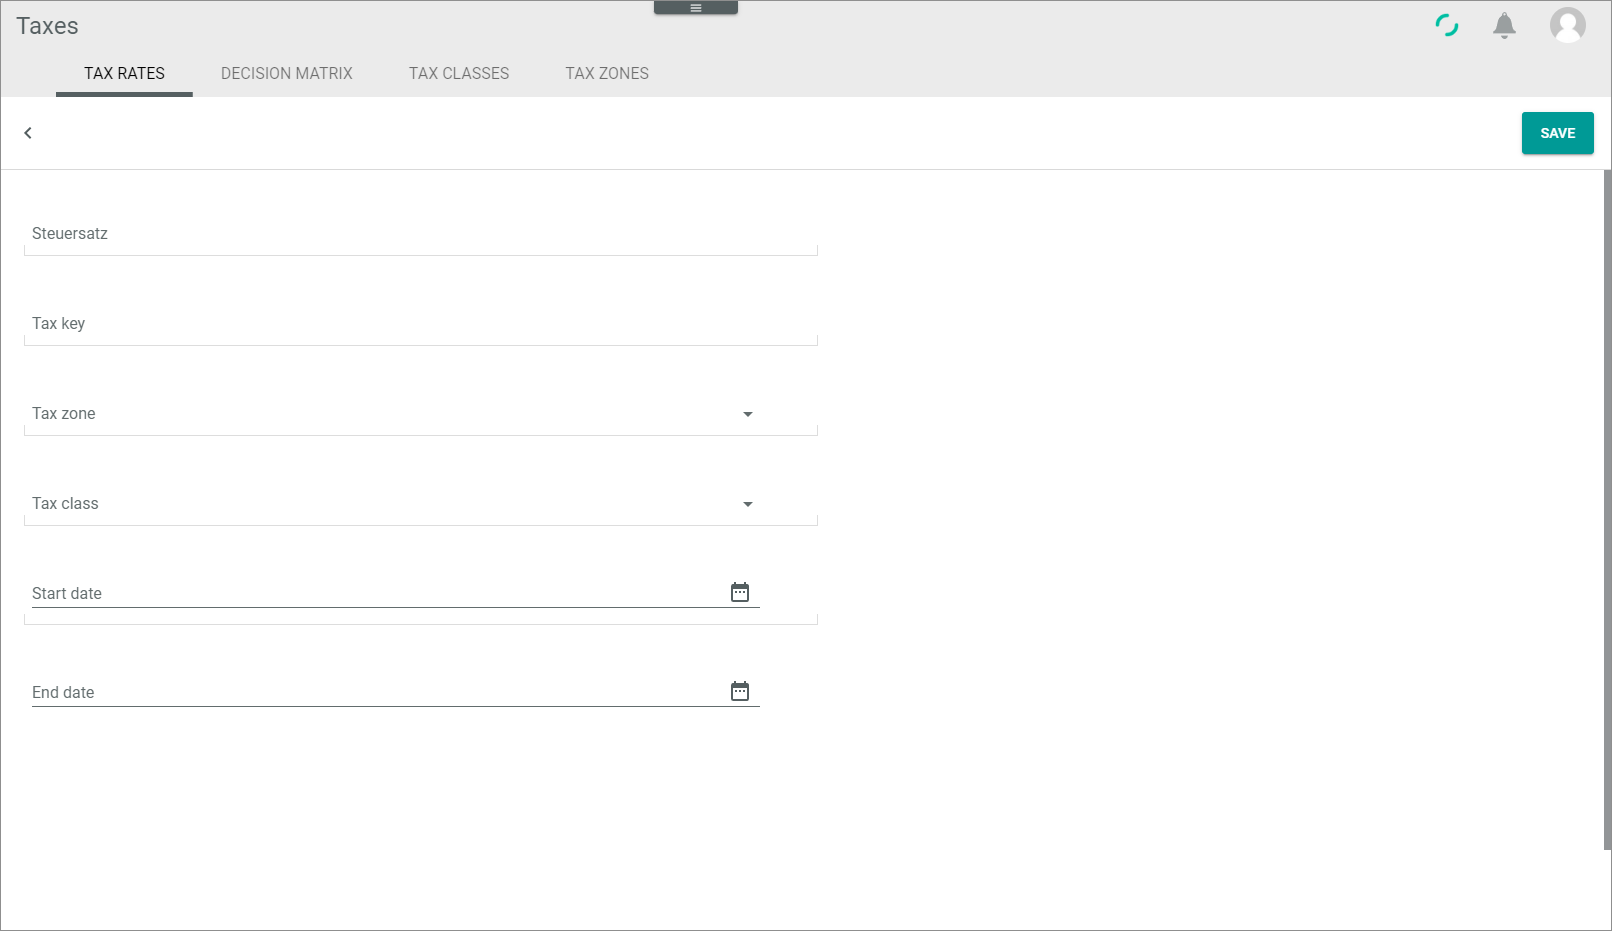 Taxes
TAX RATES DECISION MATRIX TAX CLASSES TAX ZONES
SAVE
Steuersatz
Tax key
Tax zone
Tax class
Start date
End date